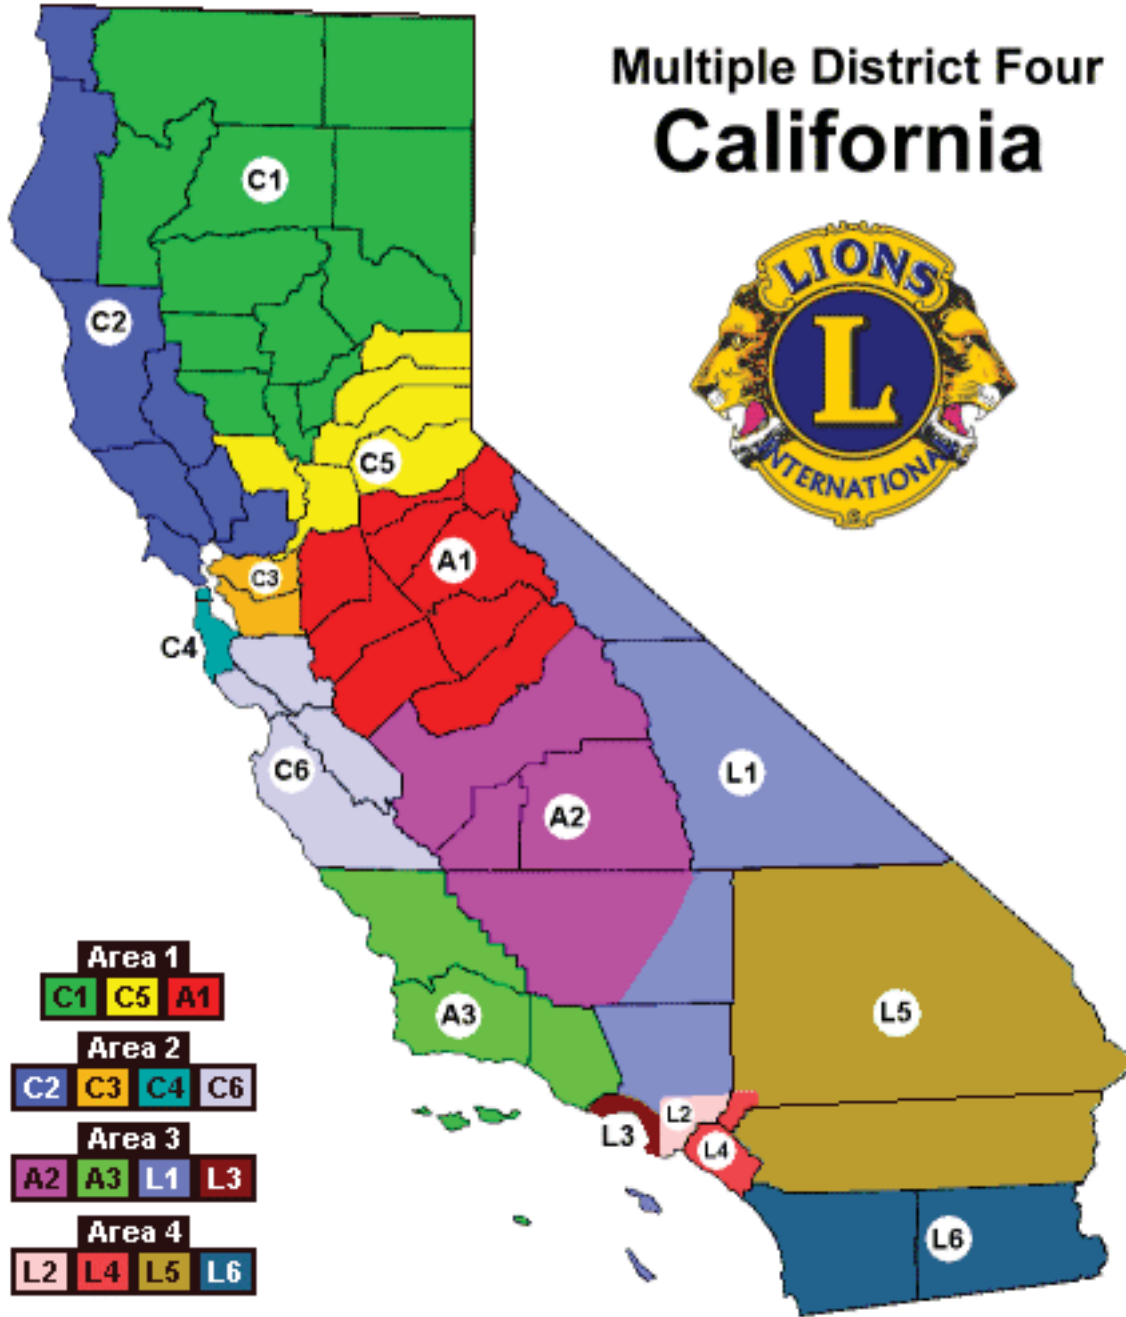 Multiple District Four
California
LIONS
L
INTERNATIONAL
C1
C2
C5
A1
C3
C4
C6
L1
A2
L5
A3
L2
L3
L4
L6
Area 1
C1 C5 A1
Area 2
C2 C3 C4 C6
Area 3
A2 A3 L1 L3
Area 4
L2 L4 L5 L6